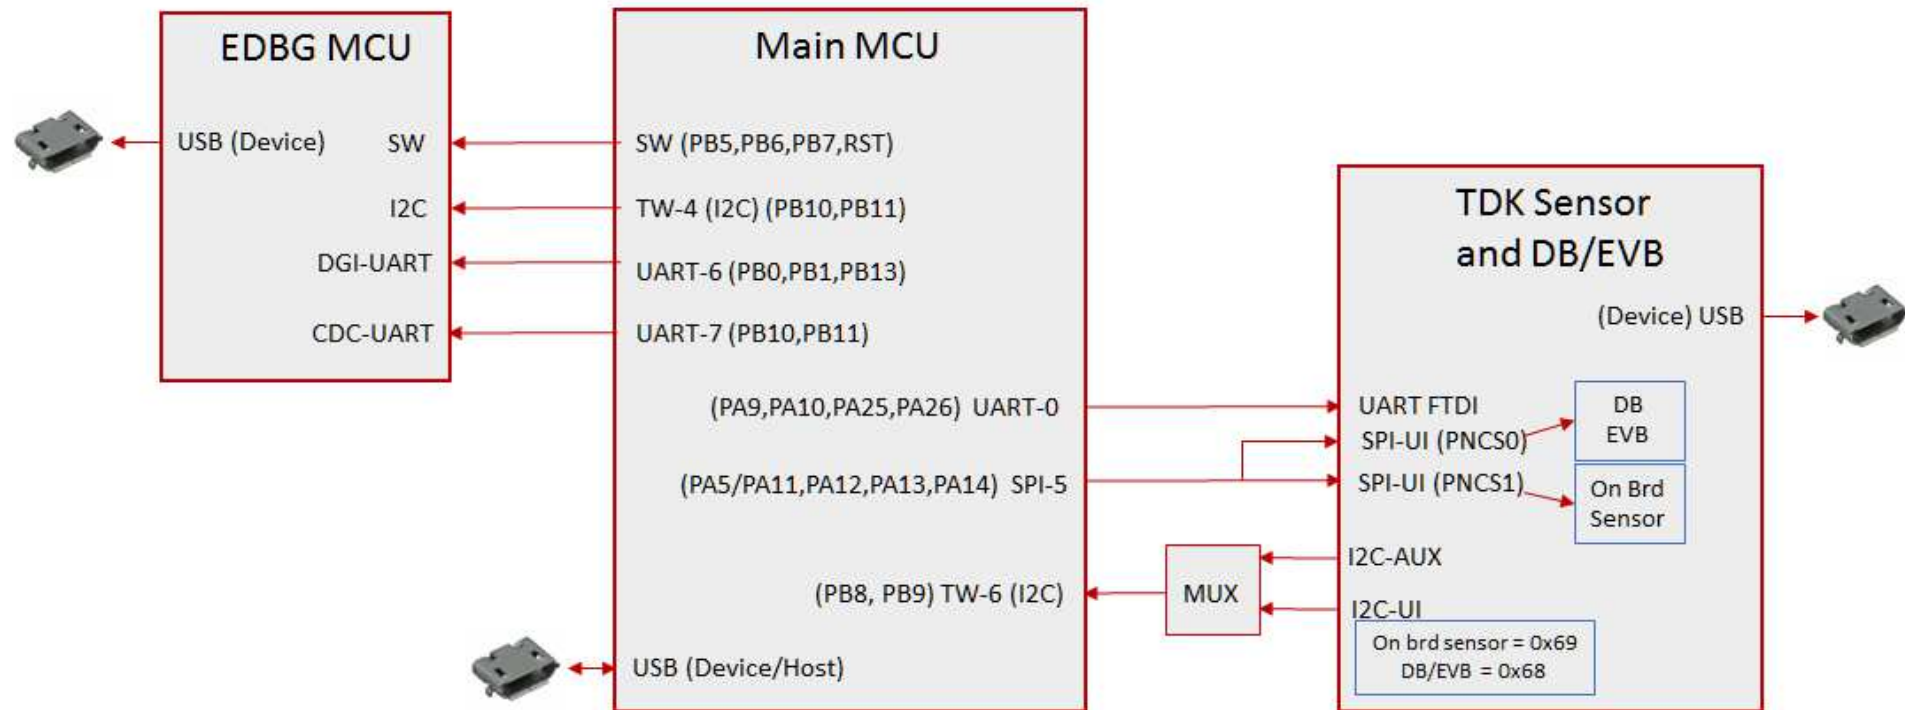 EDBG MCU
USB (Device)
SW
I2C
DGI-UART
CDC-UART
Main MCU
SW (PB5,PB6,PB7,RST)
TW-4 (I2C) (PB10,PB11)
UART-6 (PB0,PB1,PB13)
UART-7 (PB10,PB11)
(PA9,PA10,PA25,PA26) UART-0
(PA5/PA11,PA12,PA13,PA14) SPI-5
(PB8, PB9) TW-6 (I2C)
USB (Device/Host)
MUX
TDK Sensor
and DB/EVB
(Device) USB
UART FTDI
SPI-UI (PNCS0)
SPI-UI (PNCS1)
DB
EVB
On Brd
Sensor
I2C-AUX
I2C-UI
On brd sensor = 0x69
DB/EVB = 0x68